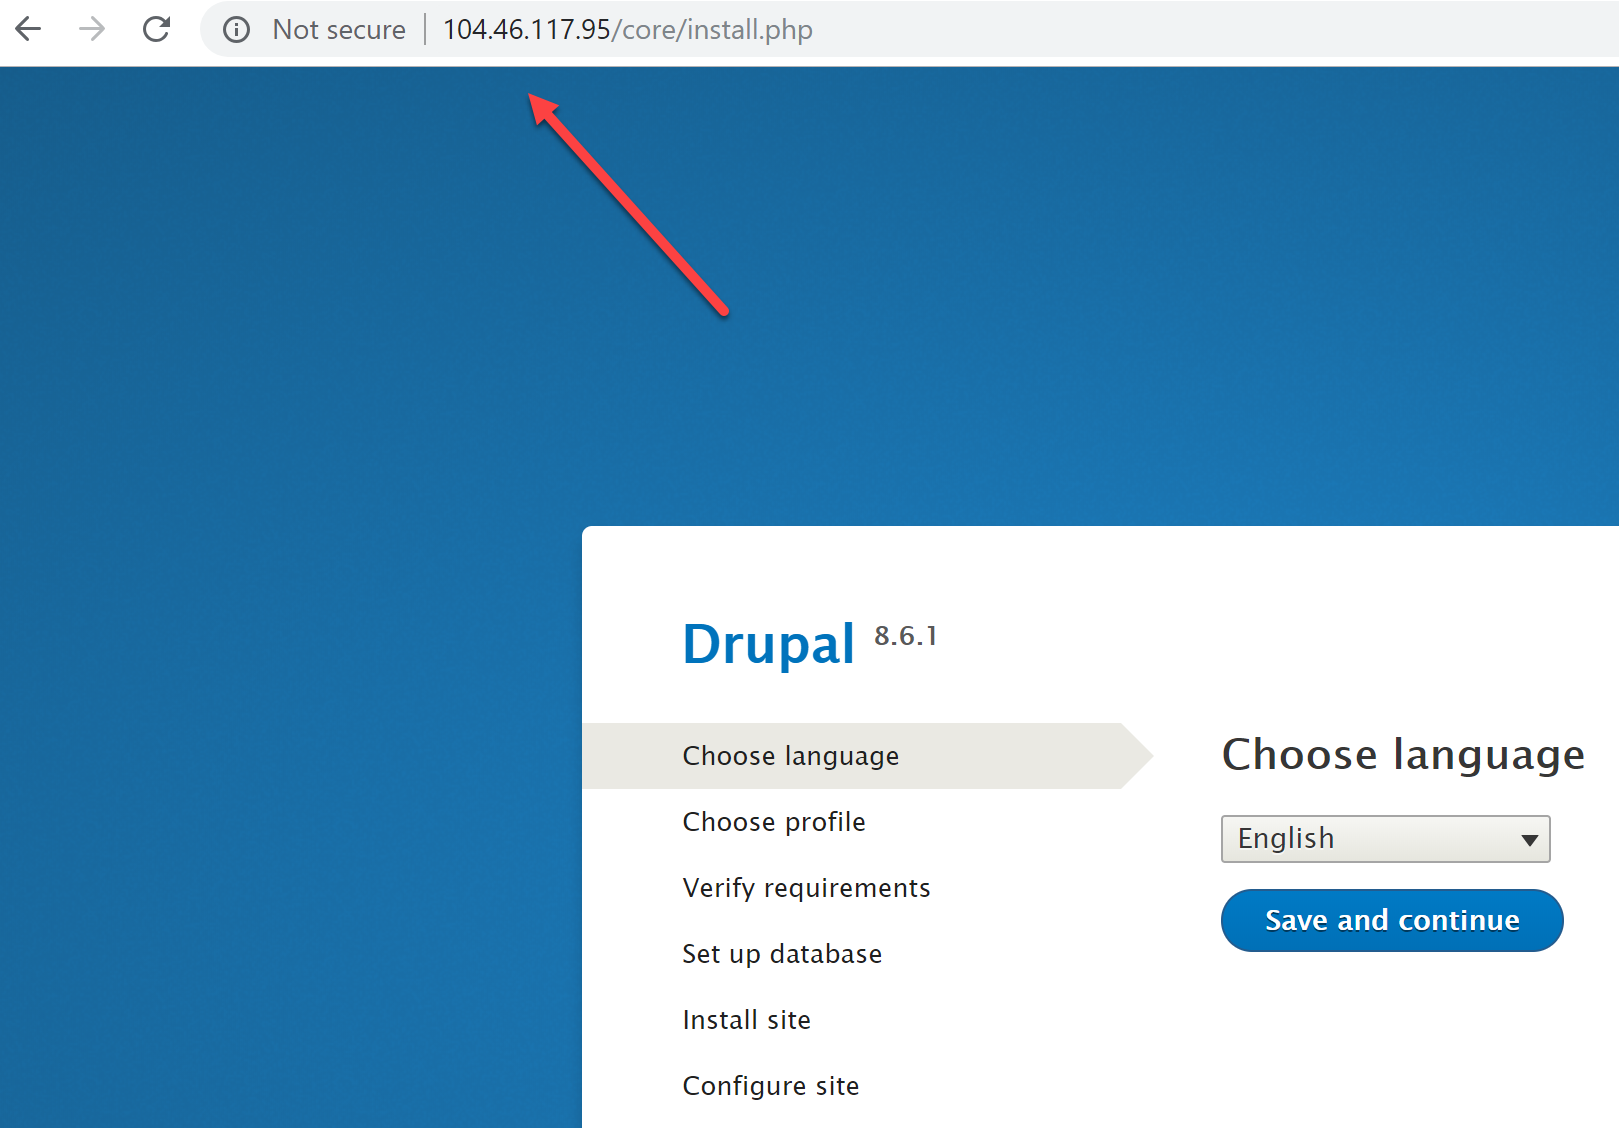 Not secure | 104.46.117.95/core/install.php
Drupal 8.6.1
Choose language
Choose profile
Verify requirements
Set up database
Install site
Configure site
Choose language
English
Save and continue